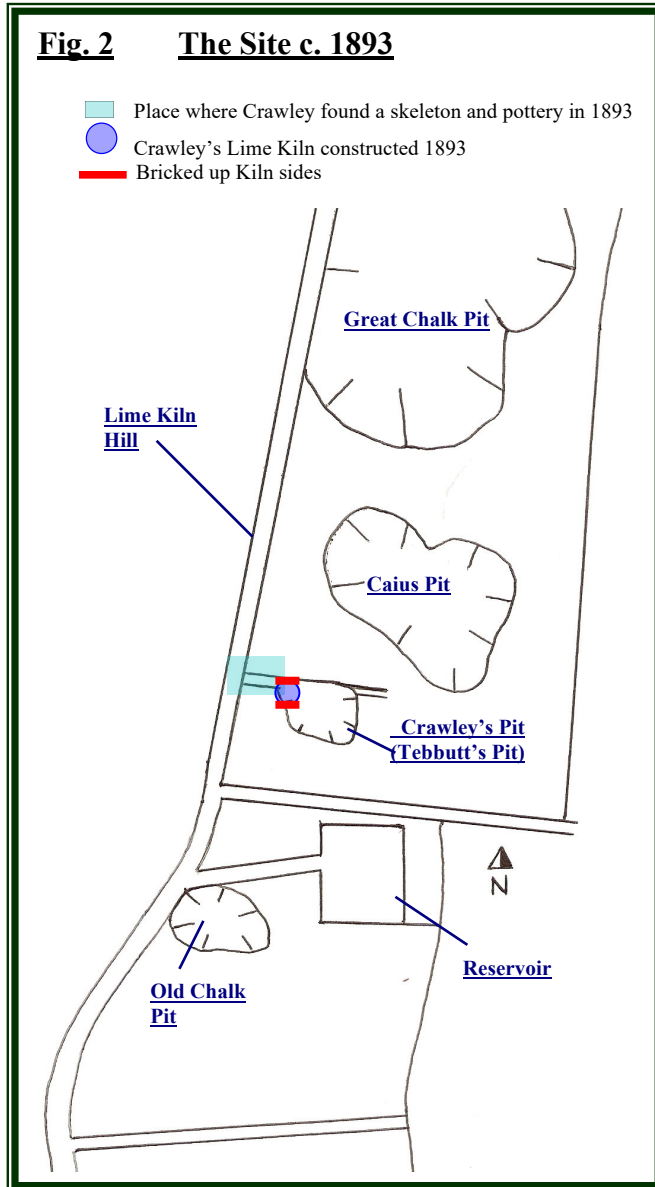 Fig. 2 The Site c. 1893
Place where Crawley found a skeleton and pottery in 1893
Crawley's Lime Kiln constructed 1893
Bricked up Kiln sides
Great Chalk Pit
Lime Kiln
Hill
Caius Pit
Crawley's Pit
(Tebbutt's Pit)
N
Reservoir
Old Chalk
Pit